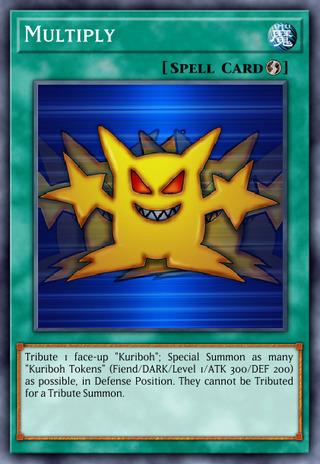 Multiply
魔
[Spell Card]
Tribute 1 face-up "Kuriboh"; Special Summon as many
"Kuriboh Tokens" (Fiend/DARK/Level 1/ATK 300/DEF 200)
as possible, in Defense Position. They cannot be Tributed
for a Tribute Summon.